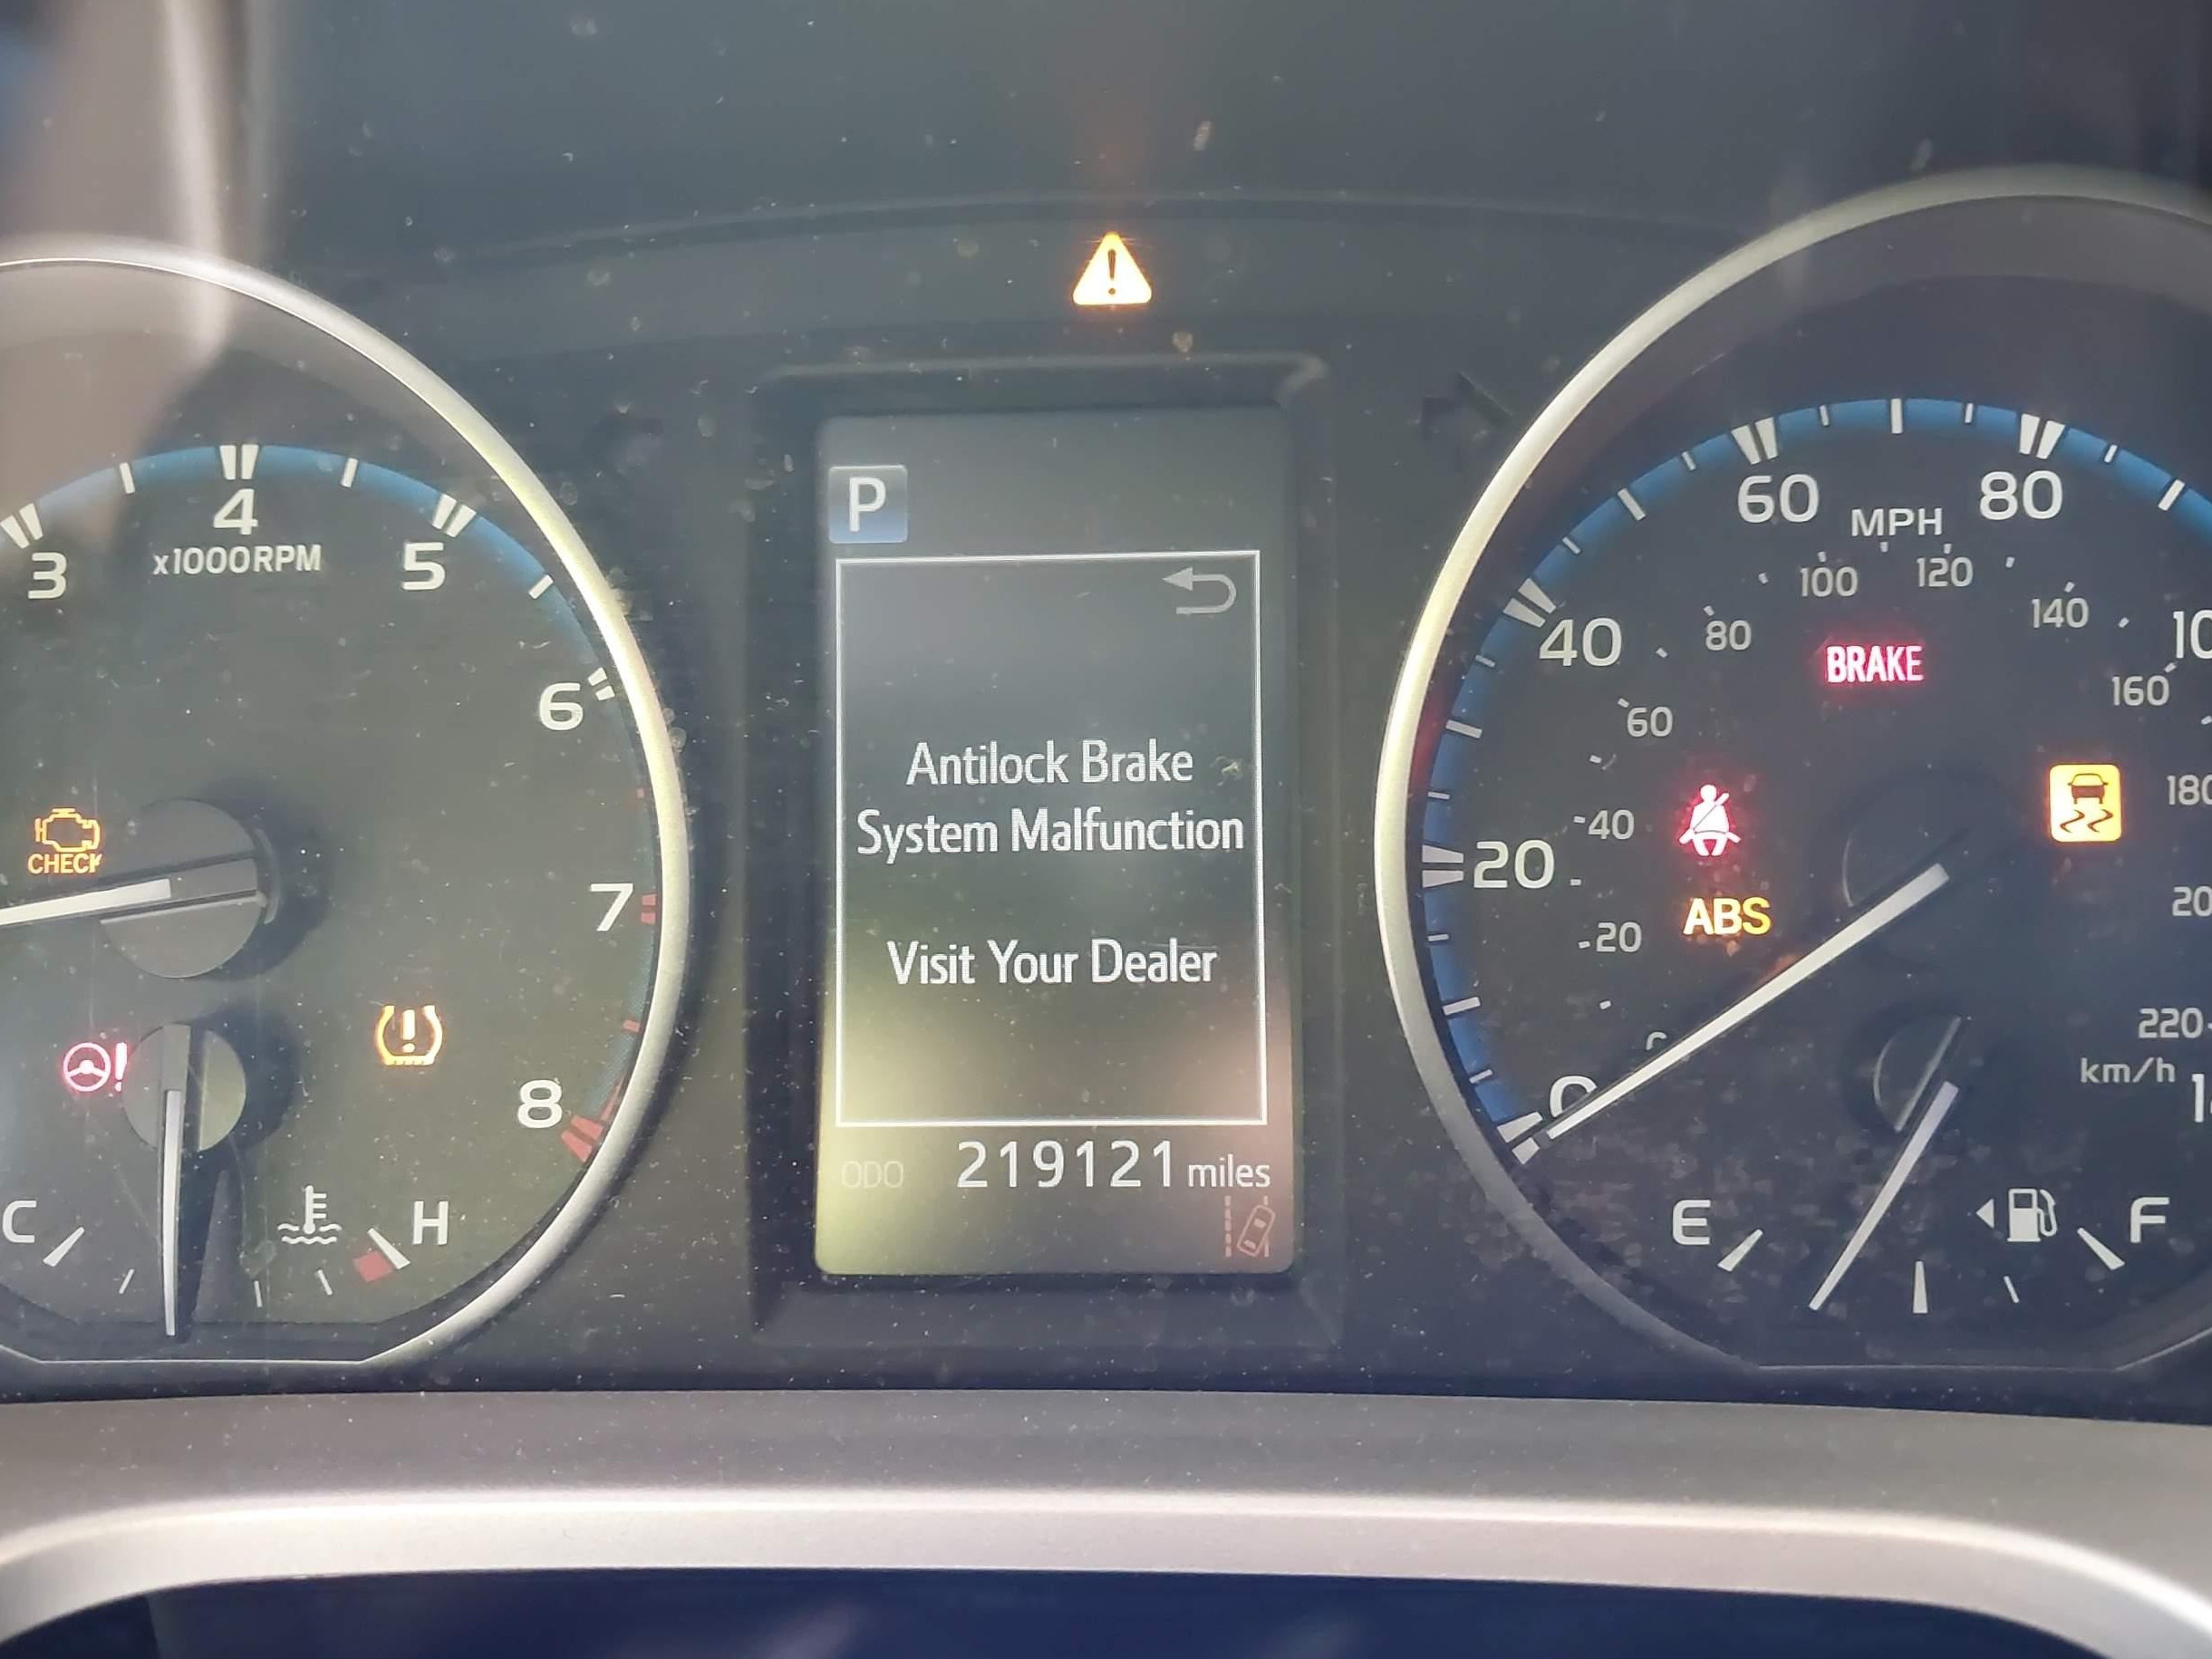 3
4
x1000RPM
5
6
7
8
CHECK
C
H
P
Antilock Brake
System Malfunction
Visit Your Dealer
ODO 219121 miles
0
20
40
60
80
MPH
20
40
60
80
100
120
140
160
180
220
km/h
BRAKE
ABS
E
F